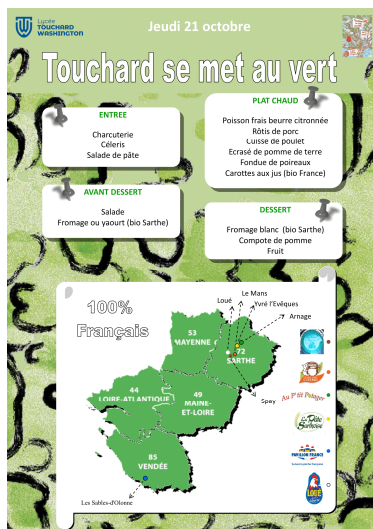 Lycée
TOUCHARD
WASHINGTON
Jeudi 21 octobre
Touchard se met au vert
ENTREE
Charcuterie
Céleris
Salade de pâte
PLAT CHAUD
Poisson frais beurre citronnée
Rôtis de porc
Cuisse de poulet
Ecrasé de pomme de terre
Fondue de poireaux
Carottes aux jus (bio France)
AVANT DESSERT
Salade
Fromage ou yaourt (bio Sarthe)
DESSERT
Fromage blanc (bio Sarthe)
Compote de pomme
Fruit
100%
Français
Loué
Le Mans
Yvré l'Evêques
Arnage
53
MAYENNE
72
SARTHE
Spay
44
LOIRE-ATLANTIQUE
49
MAINE-
ET-LOIRE
85
VENDÉE
Les Sables-d'Olonne
Au P'tit Potager
PAVILLON FRANCE
LOUÉ